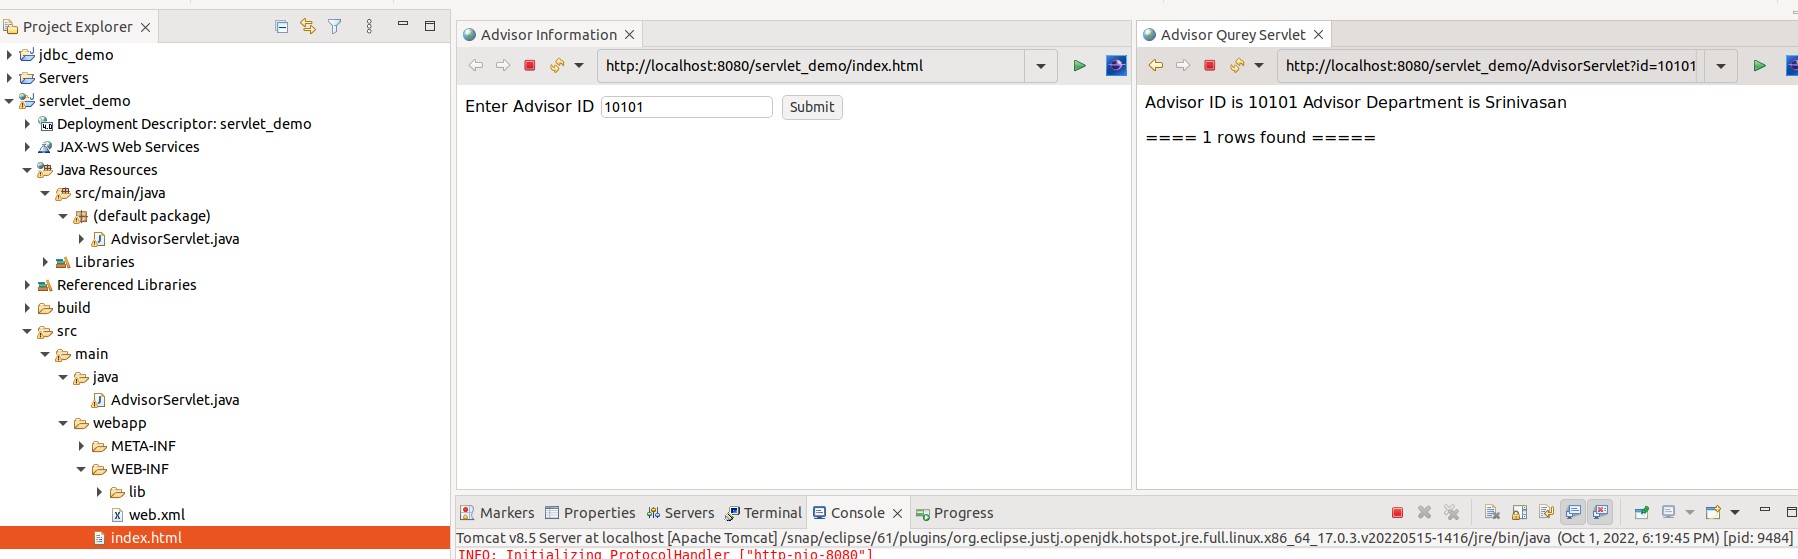 Project Explorer
jdbc_demo
Servers
servlet_demo
Deployment Descriptor: servlet_demo
JAX-WS Web Services
Java Resources
src/main/java
(default package)
AdvisorServlet.java
Libraries
Referenced Libraries
build
src
main
java
AdvisorServlet.java
webapp
META-INF
WEB-INF
lib
web.xml
index.html
Advisor Information
http://localhost:8080/servlet_demo/index.html
Enter Advisor ID 10101 Submit
Advisor Qurey Servlet
http://localhost:8080/servlet_demo/AdvisorServlet?id=10101
Advisor ID is 10101 Advisor Department is Srinivasan
==== 1 rows found =====
Markers Properties Servers Terminal Console Progress
Tomcat v8.5 Server at localhost [Apache Tomcat] /snap/eclipse/61/plugins/org.eclipse.justj.openjdk.hotspot.jre.full.linux.x86_64_17.0.3.v20220515-1416/jre/bin/java (Oct 1, 2022, 6:19:45 PM) [pid: 9484]
INFO: Initializing ProtocolHandler ["http-nio-8080"]